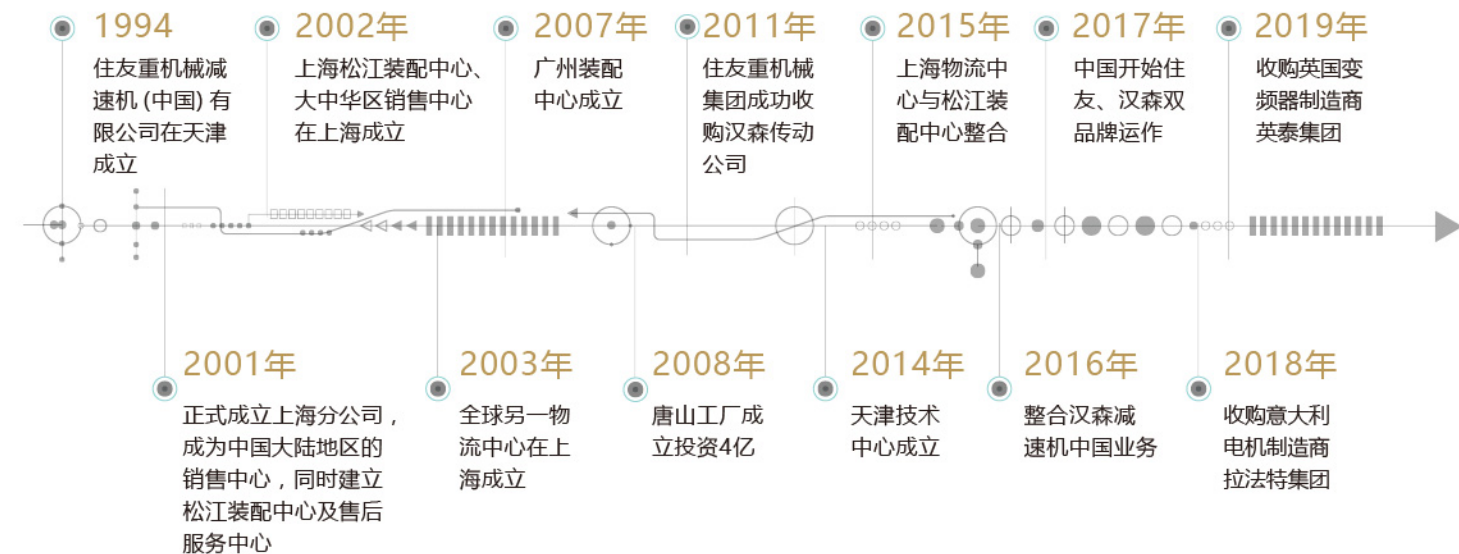 1994
住友重机械减
速机 (中国) 有
限公司在天津
成立
2002年
上海松江装配中心、
大中华区销售中心
在上海成立
2007年
广州装配
中心成立
2011年
住友重机械
集团成功收
购汉森传动
公司
2015年
上海物流中
心与松江装
配中心整合
2017年
中国开始住
友、汉森双
品牌运作
2019年
收购英国变
频器制造商
英泰集团
2001年
正式成立上海分公司，
成为中国大陆地区的
销售中心，同时建立
松江装配中心及售后
服务中心
2003年
全球另一物
流中心在上
海成立
2008年
唐山工厂成
立投资4亿
2014年
天津技术
中心成立
2016年
整合汉森减
速机中国业务
2018年
收购意大利
电机制造商
拉法特集团